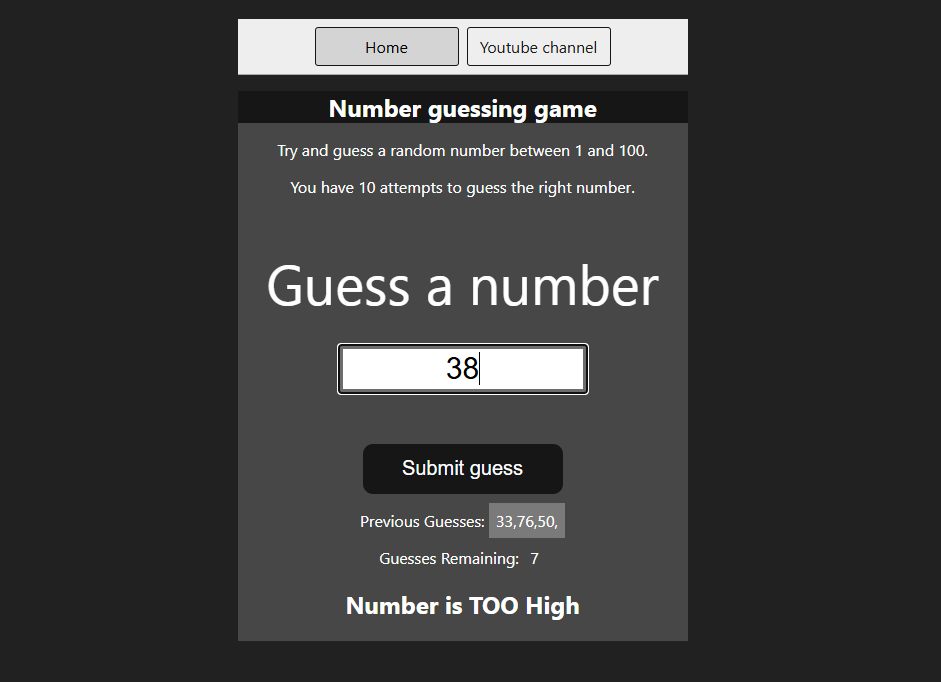 Home Youtube channel
Number guessing game
Try and guess a random number between 1 and 100.
You have 10 attempts to guess the right number.
Guess a number
38
Submit guess
Previous Guesses: 33,76,50,
Guesses Remaining: 7
Number is TOO High